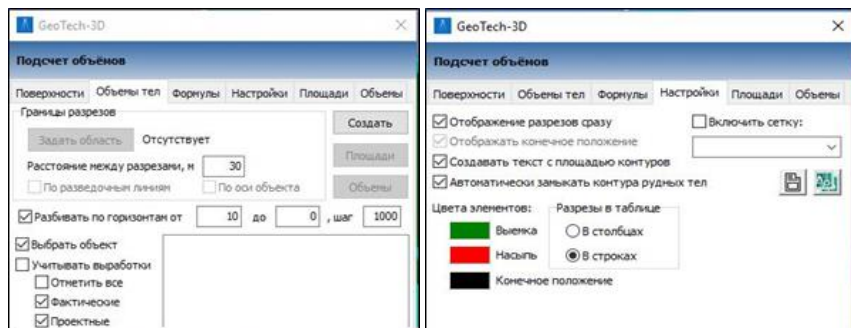 GeoTech-3D
Подсчет объёмов
Поверхности Объемы тел Формулы Настройки Площади Объемы
Границы разрезов
Создать
Задать область Отсутствует
Площади
Расстояние между разрезами, м 30
По разведочным линиям По оси объекта
Объемы
Разбивать по горизонтам от 10 до 0 , шаг 1000
Выбрать объект
Учитывать выработки
Отметить все
Фактические
Проектные
GeoTech-3D
Подсчет объёмов
Поверхности Объемы тел Формулы Настройки Площади Объемы
Отображение разрезов сразу Включить сетку:
Отображать конечное положение
Создавать текст с площадью контуров
Автоматически замыкать контура рудных тел
Цвета элементов: Разрезы в таблице
Выемка В столбцах
Насыпь В строках
Конечное положение